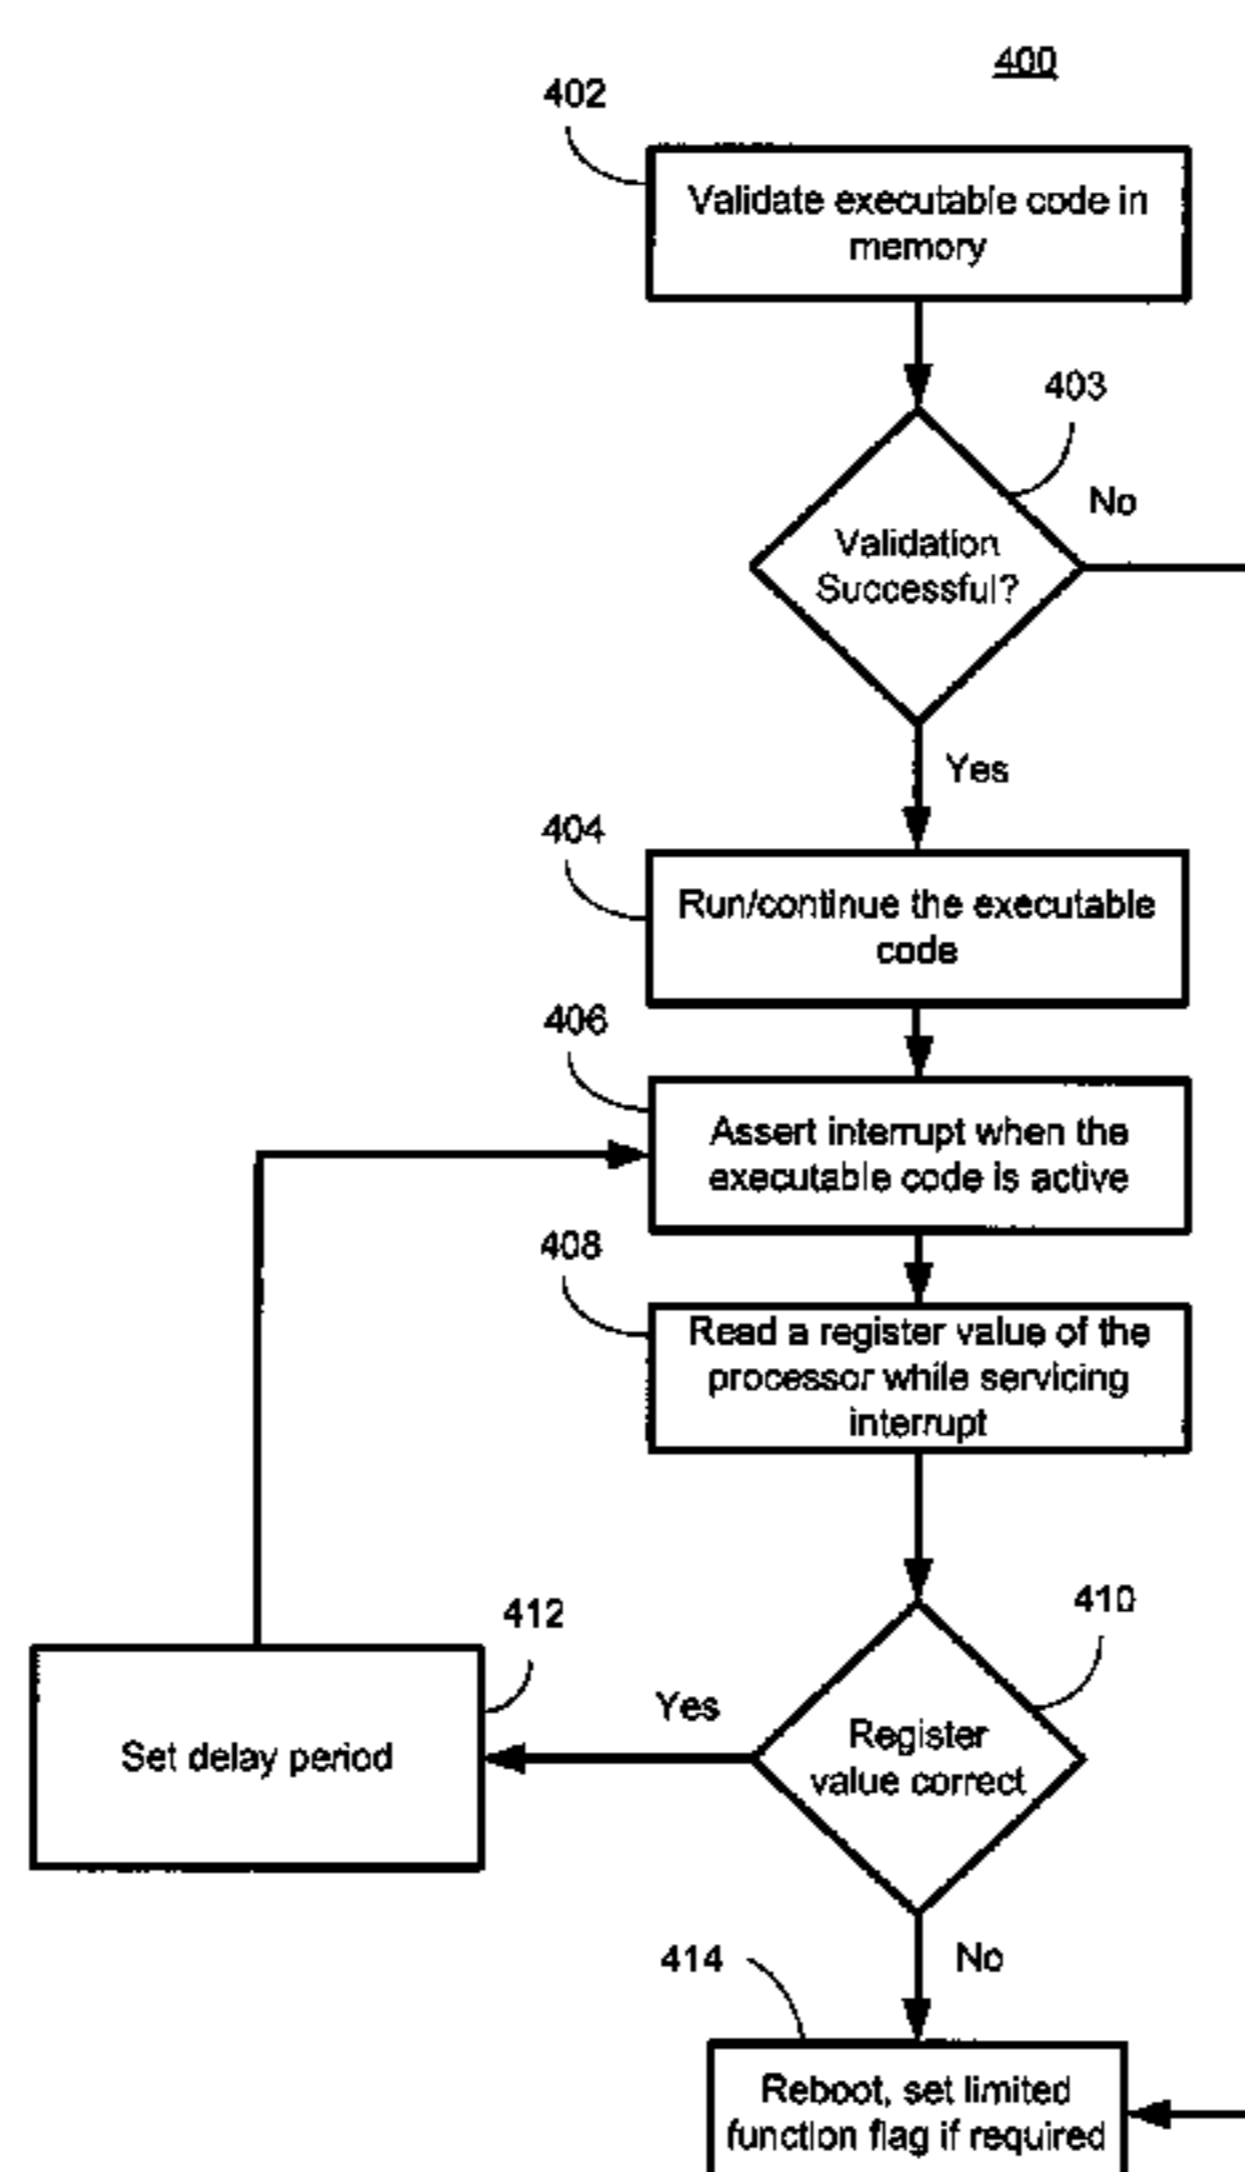 400
402
Validate executable code in
memory
403
No
Validation
Successful?
Yes
404
Run/continue the executable
code
406
Assert interrupt when the
executable code is active
408
Read a register value of the
processor while servicing
interrupt
410
412
Yes
Register
value correct
Set delay period
414
No
Reboot, set limited
function flag if required